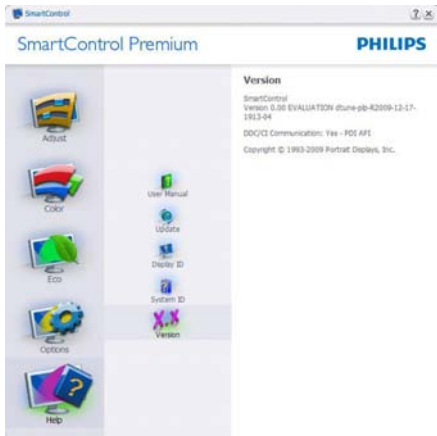 SmartControl
SmartControl Premium
PHILIPS
Adjust
Color
Eco
Options
Help
User Manual
Update
Display ID
System ID
X.X
Version
Version
SmartControl
Version 0.00 EVALUATION dtune-plb-R2009-12-17-
1913-04
DDC/CI Communication: Yes - PDI API
Copyright © 1993-2009 Portrait Displays, Inc.